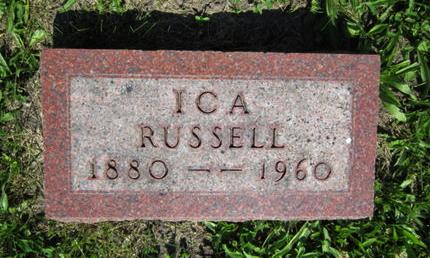 ICA
RUSSELL
1880 — — 1960